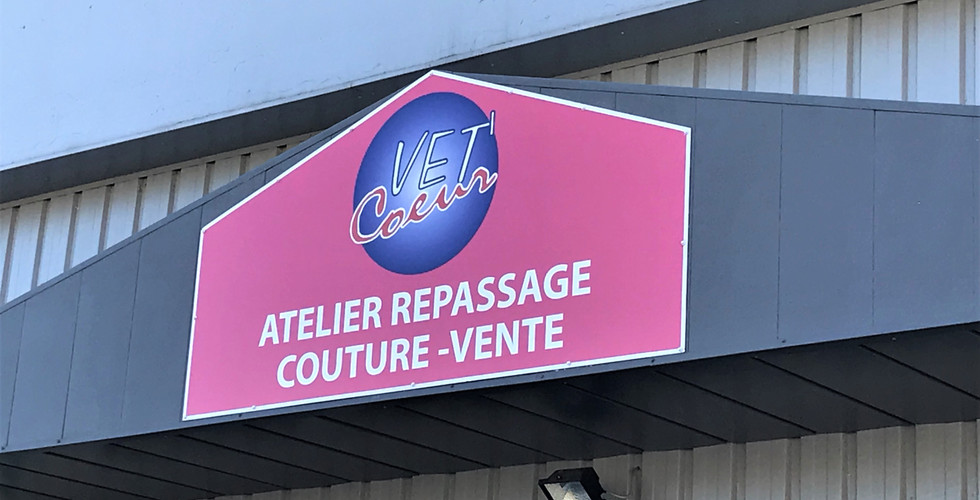 VET'
Coeur
ATELIER REPASSAGE
COUTURE -VENTE